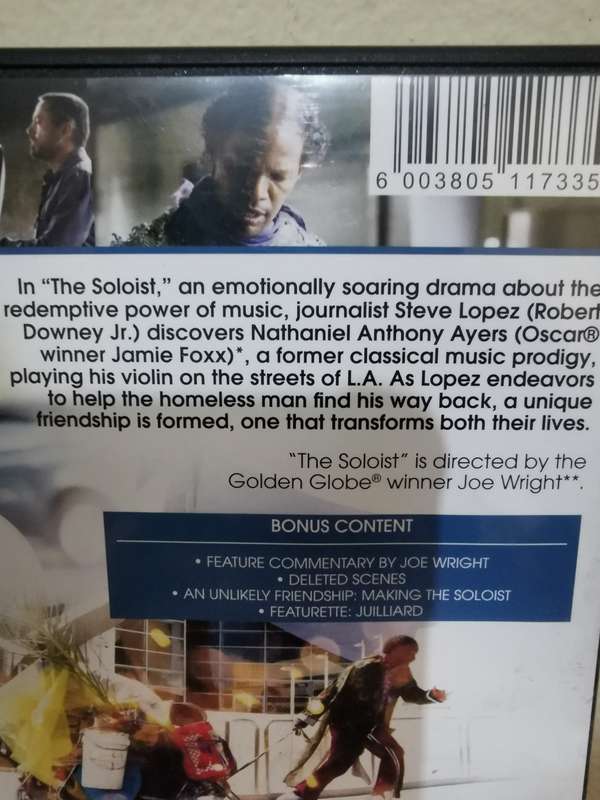 6 003805 117335
In “The Soloist,” an emotionally soaring drama about the
redemptive power of music, journalist Steve Lopez (Robert
Downey Jr.) discovers Nathaniel Anthony Ayers (Oscar®
winner Jamie Foxx)*, a former classical music prodigy,
playing his violin on the streets of L.A. As Lopez endeavors
to help the homeless man find his way back, a unique
friendship is formed, one that transforms both their lives.
“The Soloist” is directed by the
Golden Globe® winner Joe Wright**.
BONUS CONTENT
• FEATURE COMMENTARY BY JOE WRIGHT
• DELETED SCENES
• AN UNLIKELY FRIENDSHIP: MAKING THE SOLOIST
• FEATURETTE: JUILLIARD